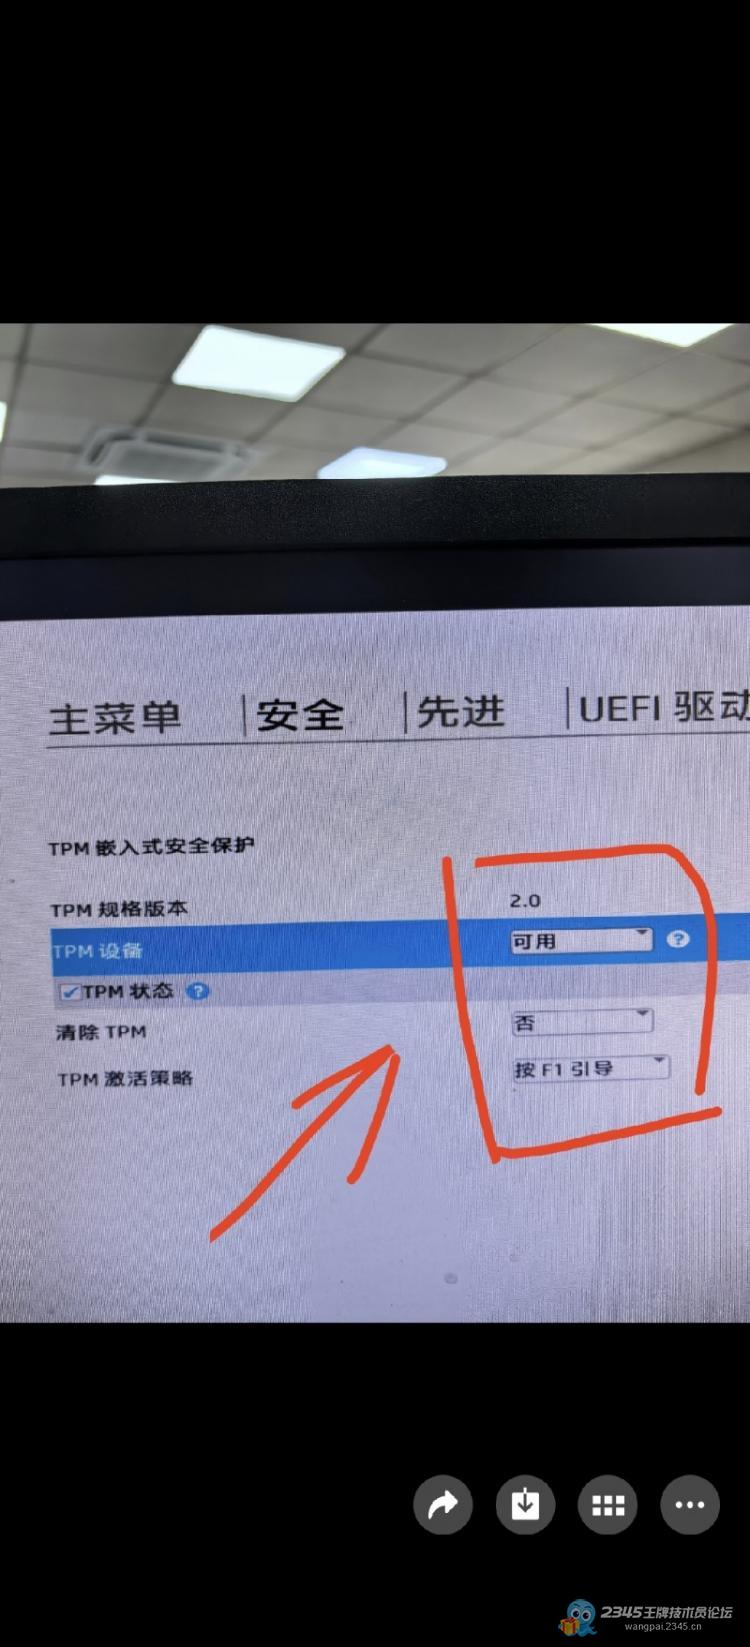 主菜单
安全
先进
UEFI 驱动
TPM 嵌入式安全保护
TPM 规格版本
2.0
TPM 设备
可用
?
TPM 状态
?
清除 TPM
否
TPM 激活策略
按 F1 引导
2345王牌技术员论坛
wangpai.2345.cn